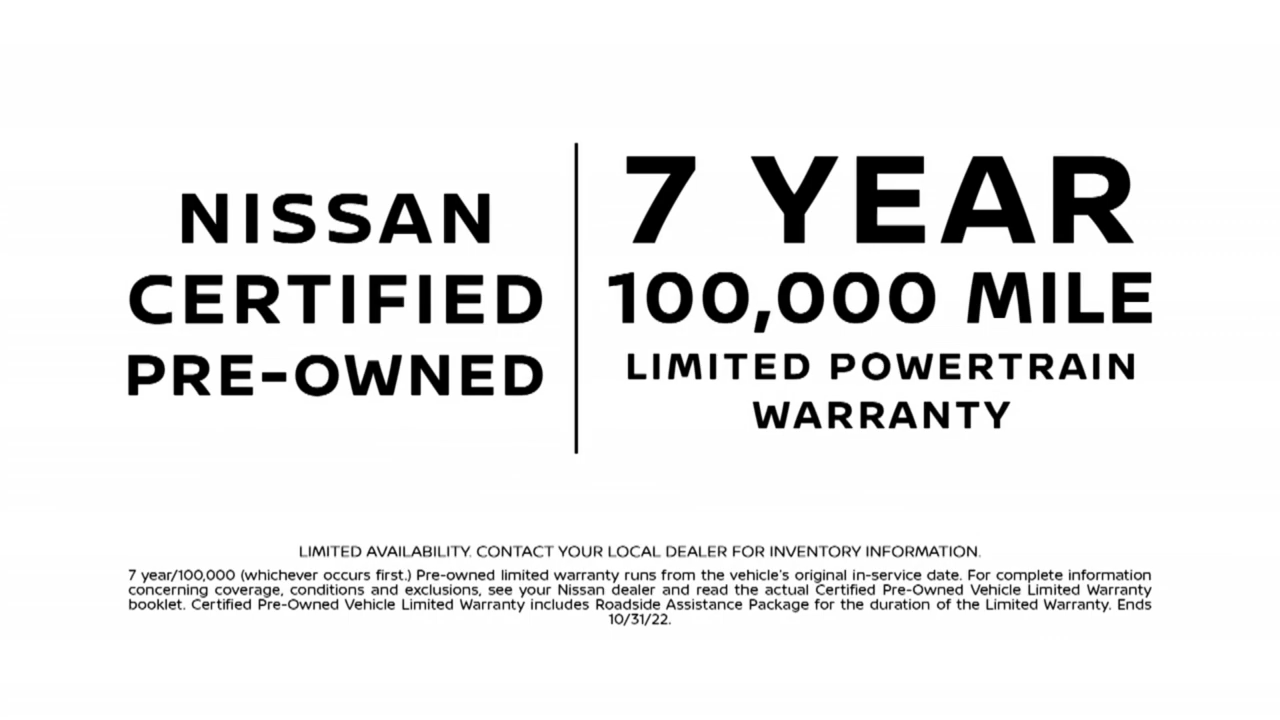 NISSAN
CERTIFIED
PRE-OWNED
7 YEAR
100,000 MILE
LIMITED POWERTRAIN
WARRANTY
LIMITED AVAILABILITY. CONTACT YOUR LOCAL DEALER FOR INVENTORY INFORMATION.
7 year/100,000 (whichever occurs first.) Pre-owned limited warranty runs from the vehicle's original in-service date. For complete information
concerning coverage, conditions and exclusions, see your Nissan dealer and read the actual Certified Pre-Owned Vehicle Limited Warranty
booklet. Certified Pre-Owned Vehicle Limited Warranty includes Roadside Assistance Package for the duration of the Limited Warranty. Ends
10/31/22.